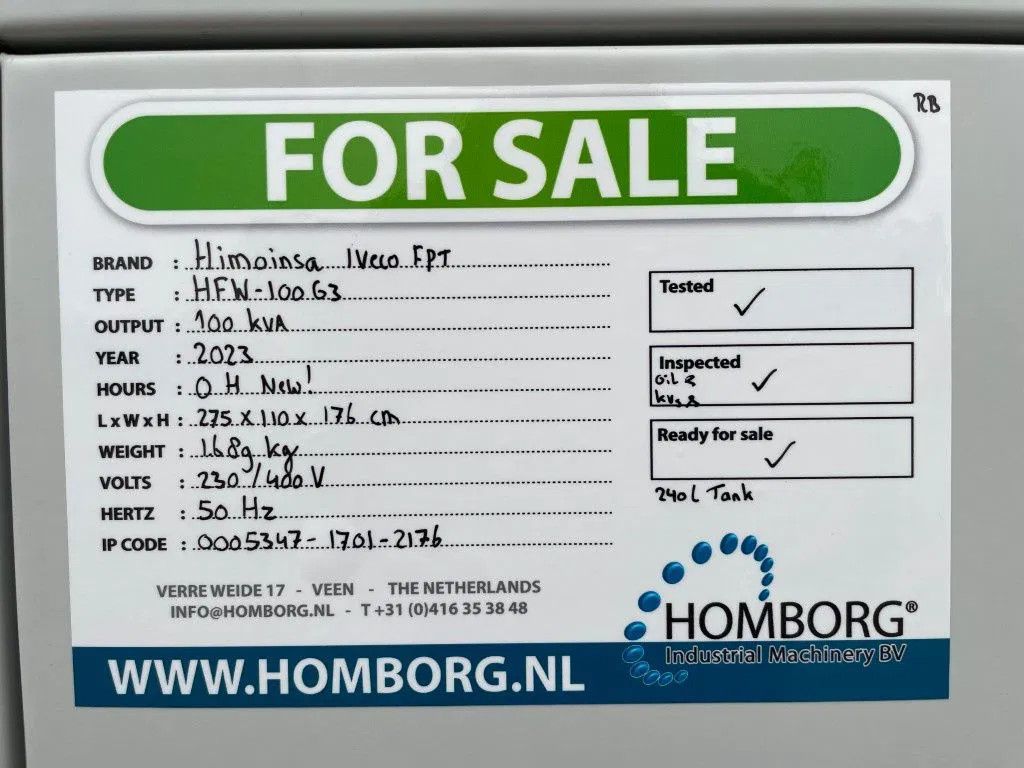 RB
FOR SALE
BRAND : Himoinsa Iveco FPT
TYPE : HFW-100 G3
OUTPUT : 100 kVA
YEAR : 2023
HOURS : 0 H New!
L x W x H : 275 x 110 x 176 cm
WEIGHT : 1689 kg
VOLTS : 230/400 V
HERTZ : 50 Hz
IP CODE : 0005347-1701-2176
Tested ✓
Inspected ✓
oil &
Ready for sale ✓
240 L Tank
VERRE WEIDE 17 - VEEN - THE NETHERLANDS
INFO@HOMBORG.NL - T +31 (0)416 35 38 48
HOMBORG®
Industrial Machinery BV
WWW.HOMBORG.NL